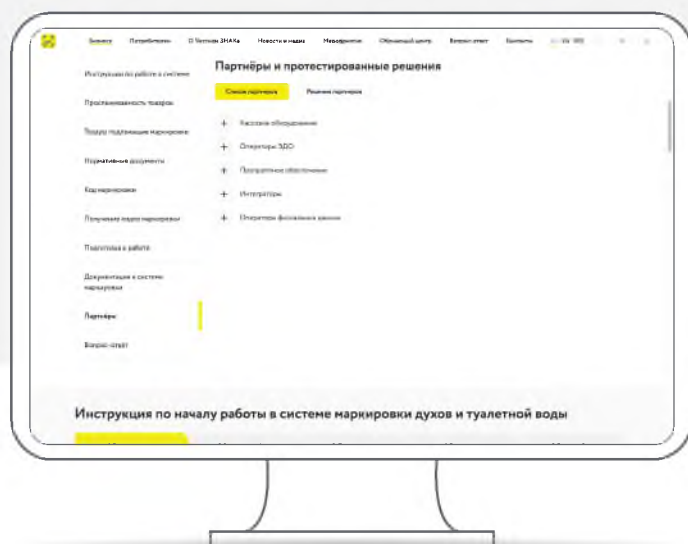 Бизнесу Потребителям О Честном ЗНАКе Новости и медиа Мероприятия Обучающий центр Вопрос-ответ Контакты
Партнёры и протестированные решения
Инструкции по работе в системе
Список партнеров Решения партнеров
Прослеживаемость товаров
+ Кассовое оборудование
Товары подлежащие маркировке
+ Операторы ЭДО
Нормативные документы
+ Программное обеспечение
Код маркировки
+ Интеграторы
Получение кодов маркировки
+ Операторы фискальных данных
Подготовка к работе
Документация к системе
маркировки
Партнёры
Вопрос-ответ
Инструкция по началу работы в системе маркировки духов и туалетной воды